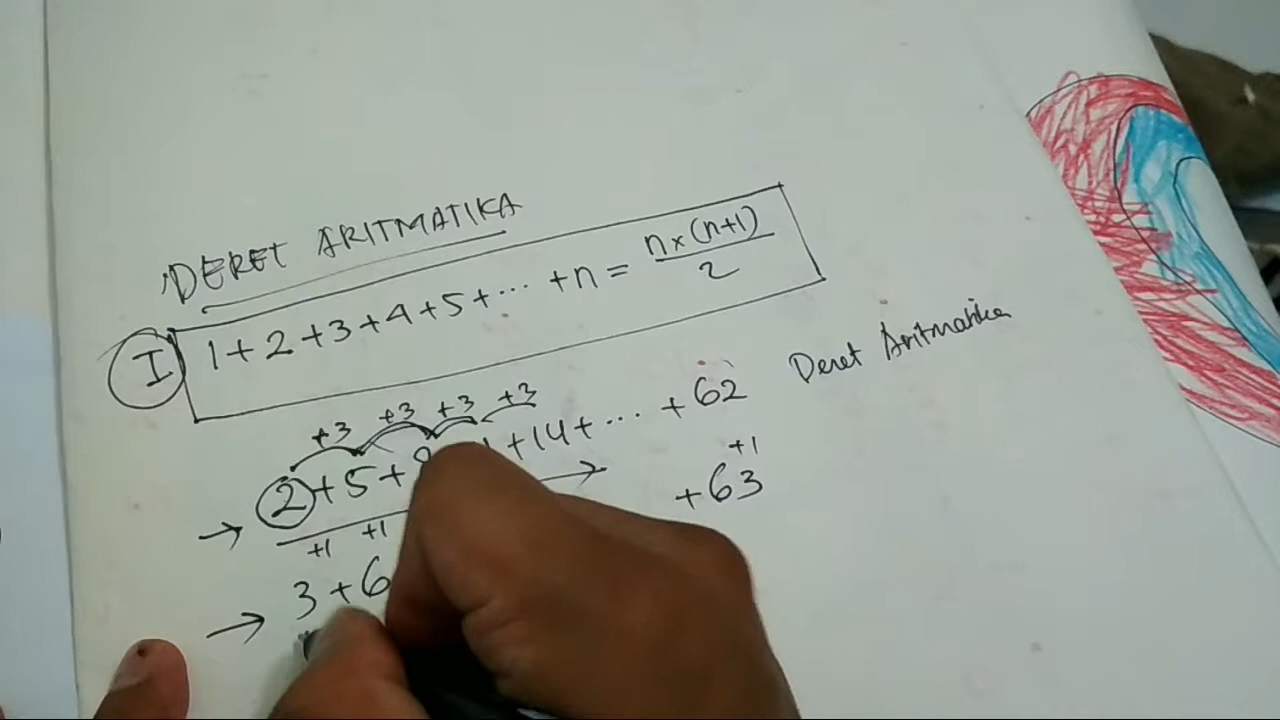 DERET ARITMATIKA
I 1+2+3+4+5+... +n = n×(n+1)/2
Deret Aritmatika
+3 +3 +3 +3
→ 2+5+ +14+... +62
→
+1 +1 +1
→ 3+6 +63